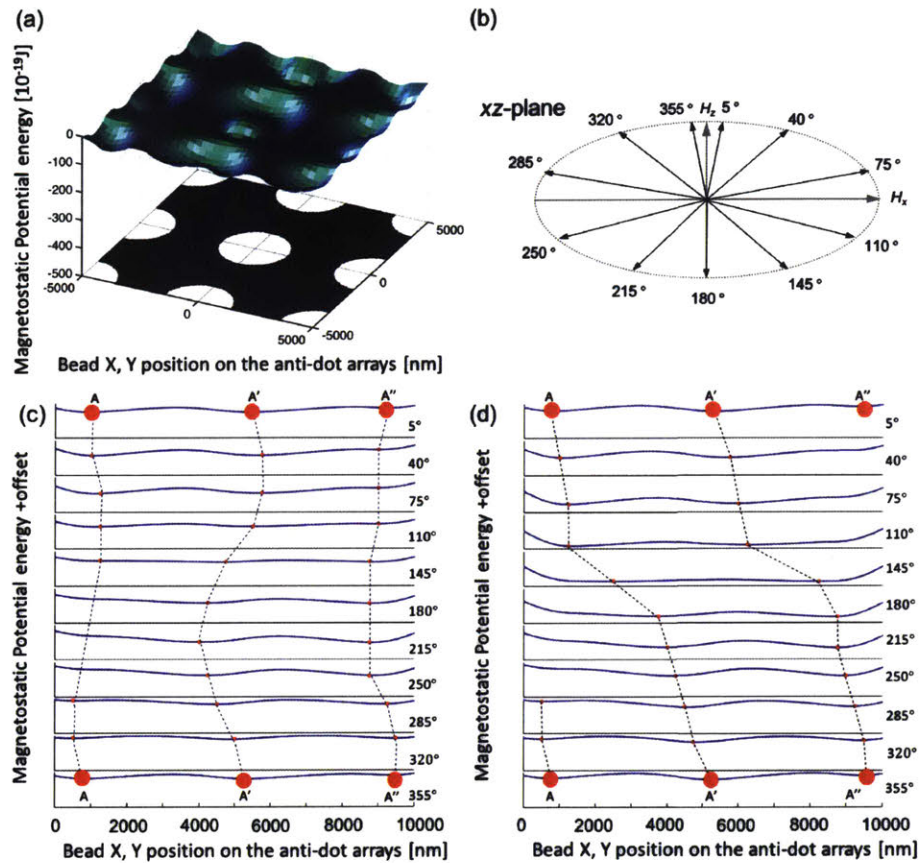 (a)
Magnetostatic Potential energy [10⁻¹⁹J]
0
-100
-200
-300
-400
-500
-5000
0
5000
-5000
0
5000
Bead X, Y position on the anti-dot arrays [nm]
(b)
xz-plane
355° Hz 5°
320° 40°
285° 75°
Hx
250° 110°
215° 145°
180°
(c)
Magnetostatic Potential energy +offset
A A' A''
5°
40°
75°
110°
145°
180°
215°
250°
285°
320°
A A' A''
355°
0 2000 4000 6000 8000 10000
Bead X, Y position on the anti-dot arrays [nm]
(d)
Magnetostatic Potential energy +offset
A A' A''
5°
40°
75°
110°
145°
180°
215°
250°
285°
320°
A A' A''
355°
0 2000 4000 6000 8000 10000
Bead X, Y position on the anti-dot arrays [nm]